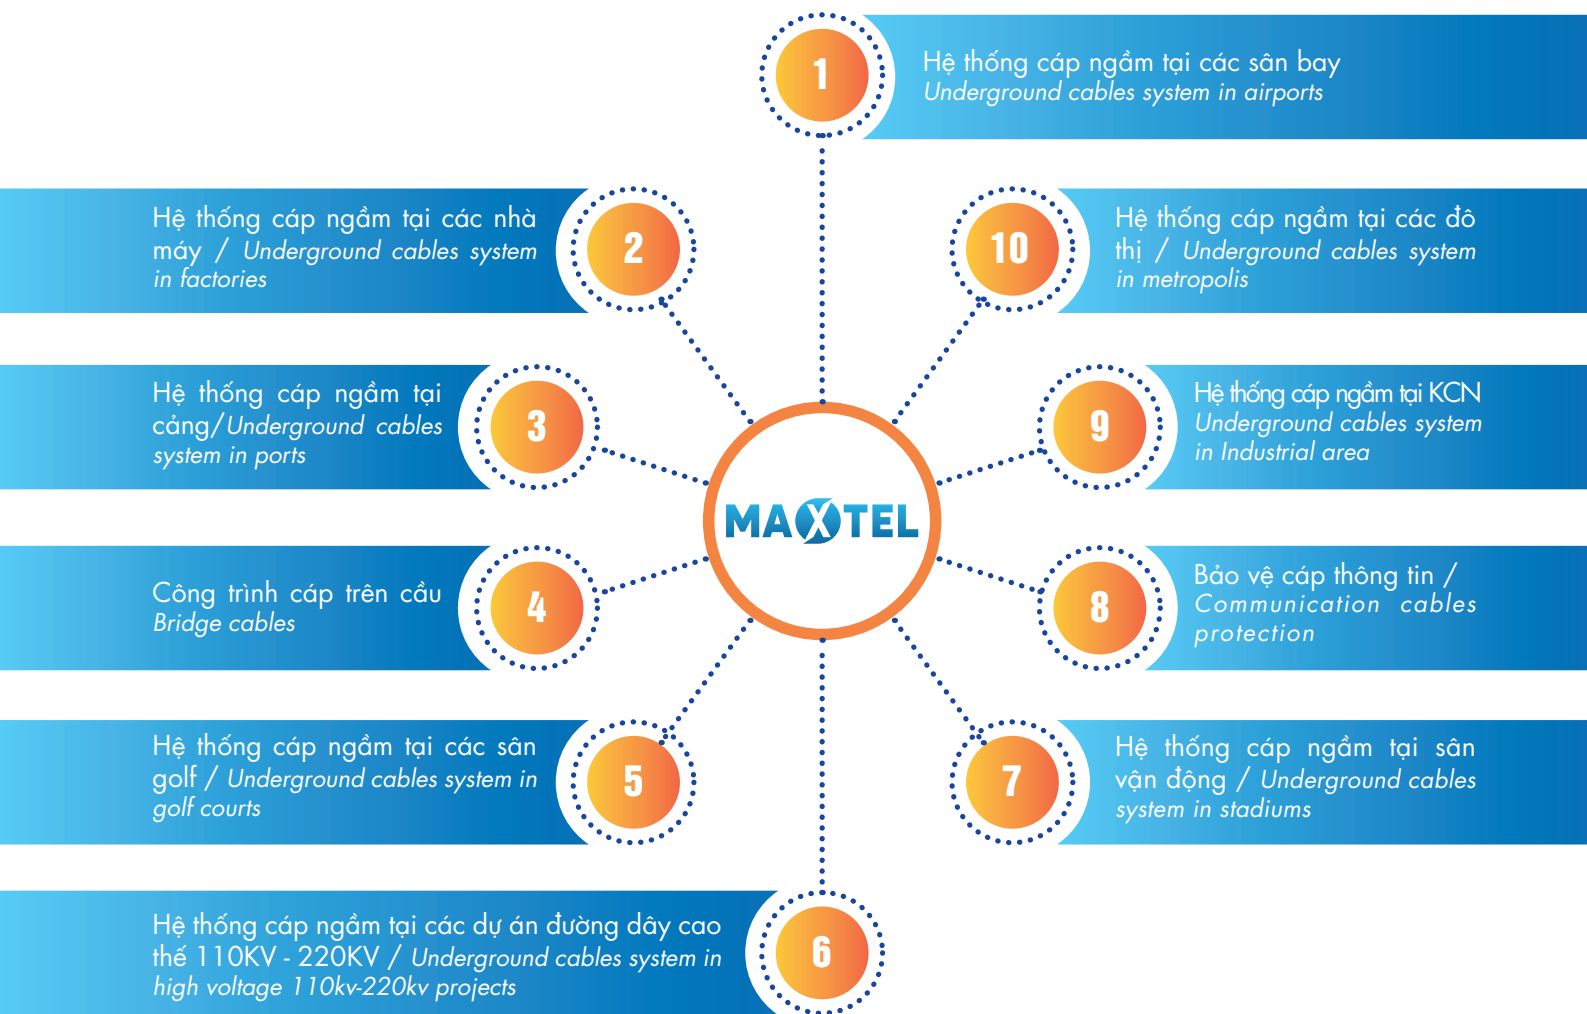 1
Hệ thống cáp ngầm tại các sân bay
Underground cables system in airports
2
Hệ thống cáp ngầm tại các nhà
máy / Underground cables system
in factories
3
Hệ thống cáp ngầm tại
cảng/Underground cables
system in ports
4
Công trình cáp trên cầu
Bridge cables
5
Hệ thống cáp ngầm tại các sân
golf / Underground cables system in
golf courts
6
Hệ thống cáp ngầm tại các dự án đường dây cao
thế 110KV - 220KV / Underground cables system in
high voltage 110kv-220kv projects
7
Hệ thống cáp ngầm tại sân
vận động / Underground cables
system in stadiums
8
Bảo vệ cáp thông tin /
Communication cables
protection
9
Hệ thống cáp ngầm tại KCN
Underground cables system
in Industrial area
10
Hệ thống cáp ngầm tại các đô
thị / Underground cables system
in metropolis
MAXTEL